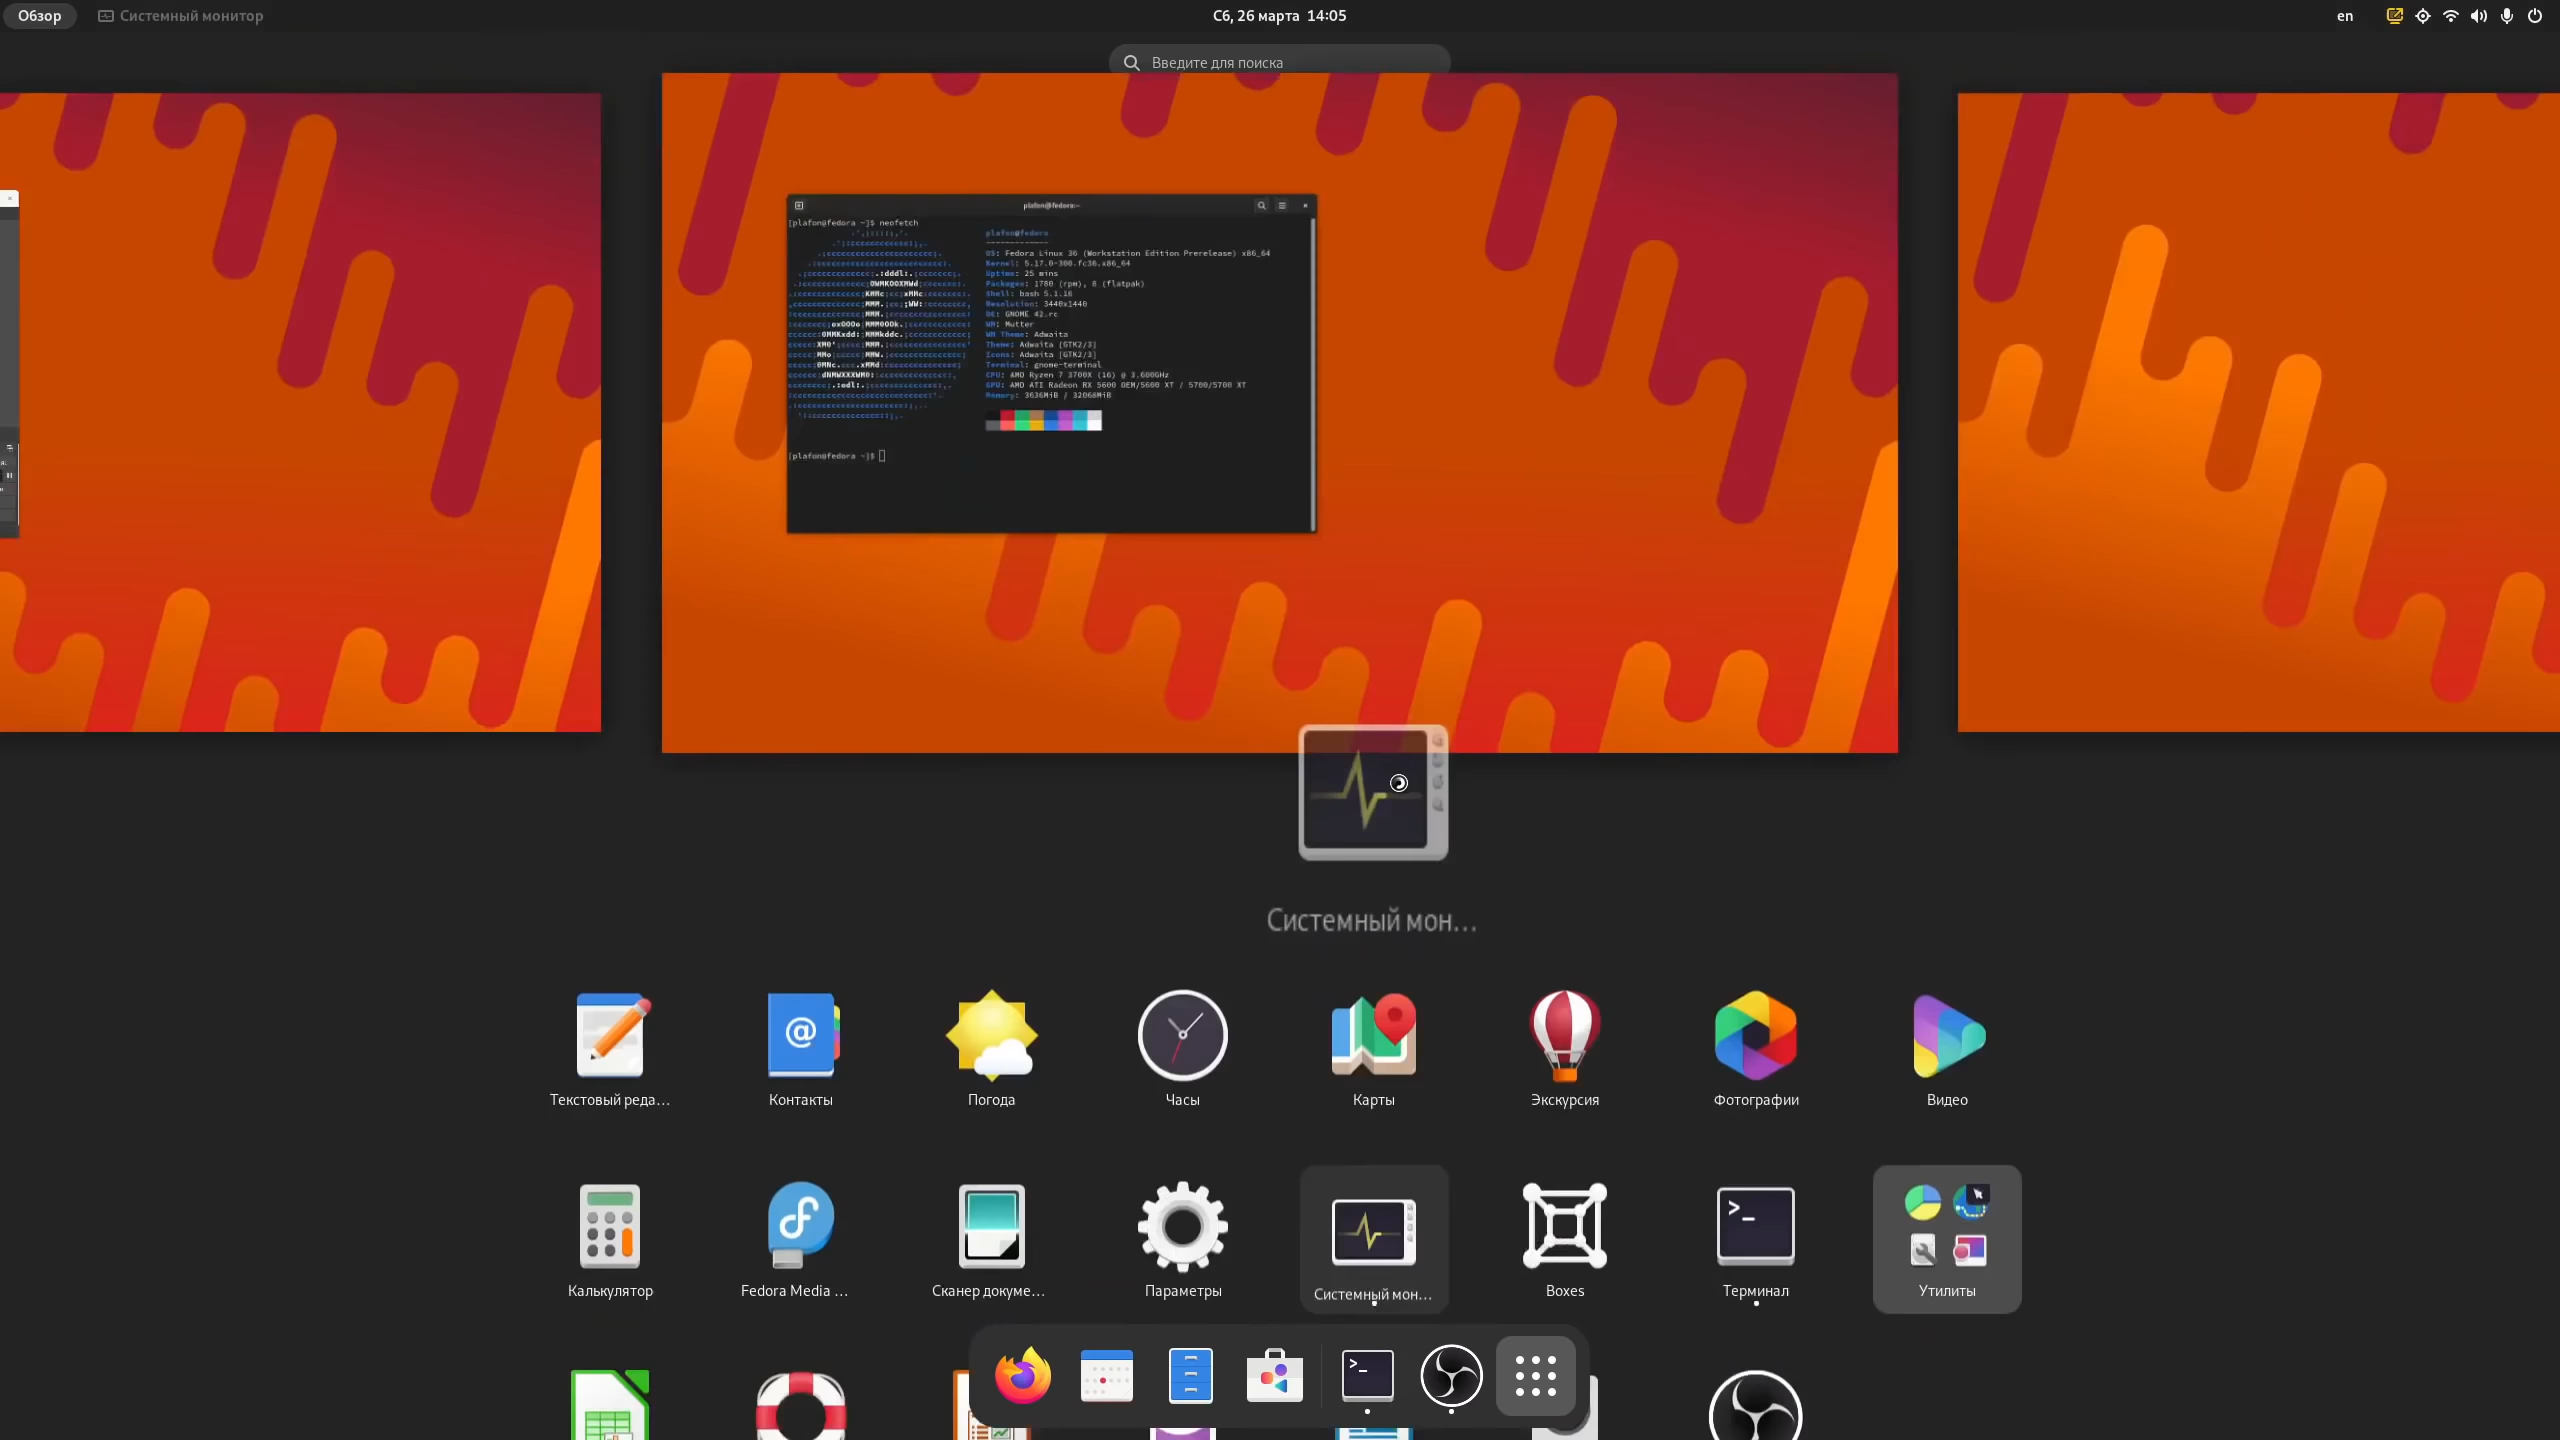 Обзор
Системный монитор
Сб, 26 марта 14:05
en
Введите для поиска
plafon@fedora:~
[plafon@fedora ~]$ neofetch
plafon@fedora
-------------
OS: Fedora Linux 36 (Workstation Edition Prerelease) x86_64
Kernel: 5.17.0-300.fc36.x86_64
Uptime: 25 mins
Packages: 1780 (rpm), 8 (flatpak)
Shell: bash 5.1.16
Resolution: 3440x1440
DE: GNOME 42.rc
WM: Mutter
WM Theme: Adwaita
Theme: Adwaita [GTK2/3]
Icons: Adwaita [GTK2/3]
Terminal: gnome-terminal
CPU: AMD Ryzen 7 3700X (16) @ 3.600GHz
GPU: AMD ATI Radeon RX 5600 OEM/5600 XT / 5700/5700 XT
Memory: 3636MiB / 32068MiB
[plafon@fedora ~]$
Системный мон…
Текстовый реда…
Контакты
Погода
Часы
Карты
Экскурсия
Фотографии
Видео
Калькулятор
Fedora Media …
Сканер докуме…
Параметры
Системный мон…
Boxes
Терминал
Утилиты